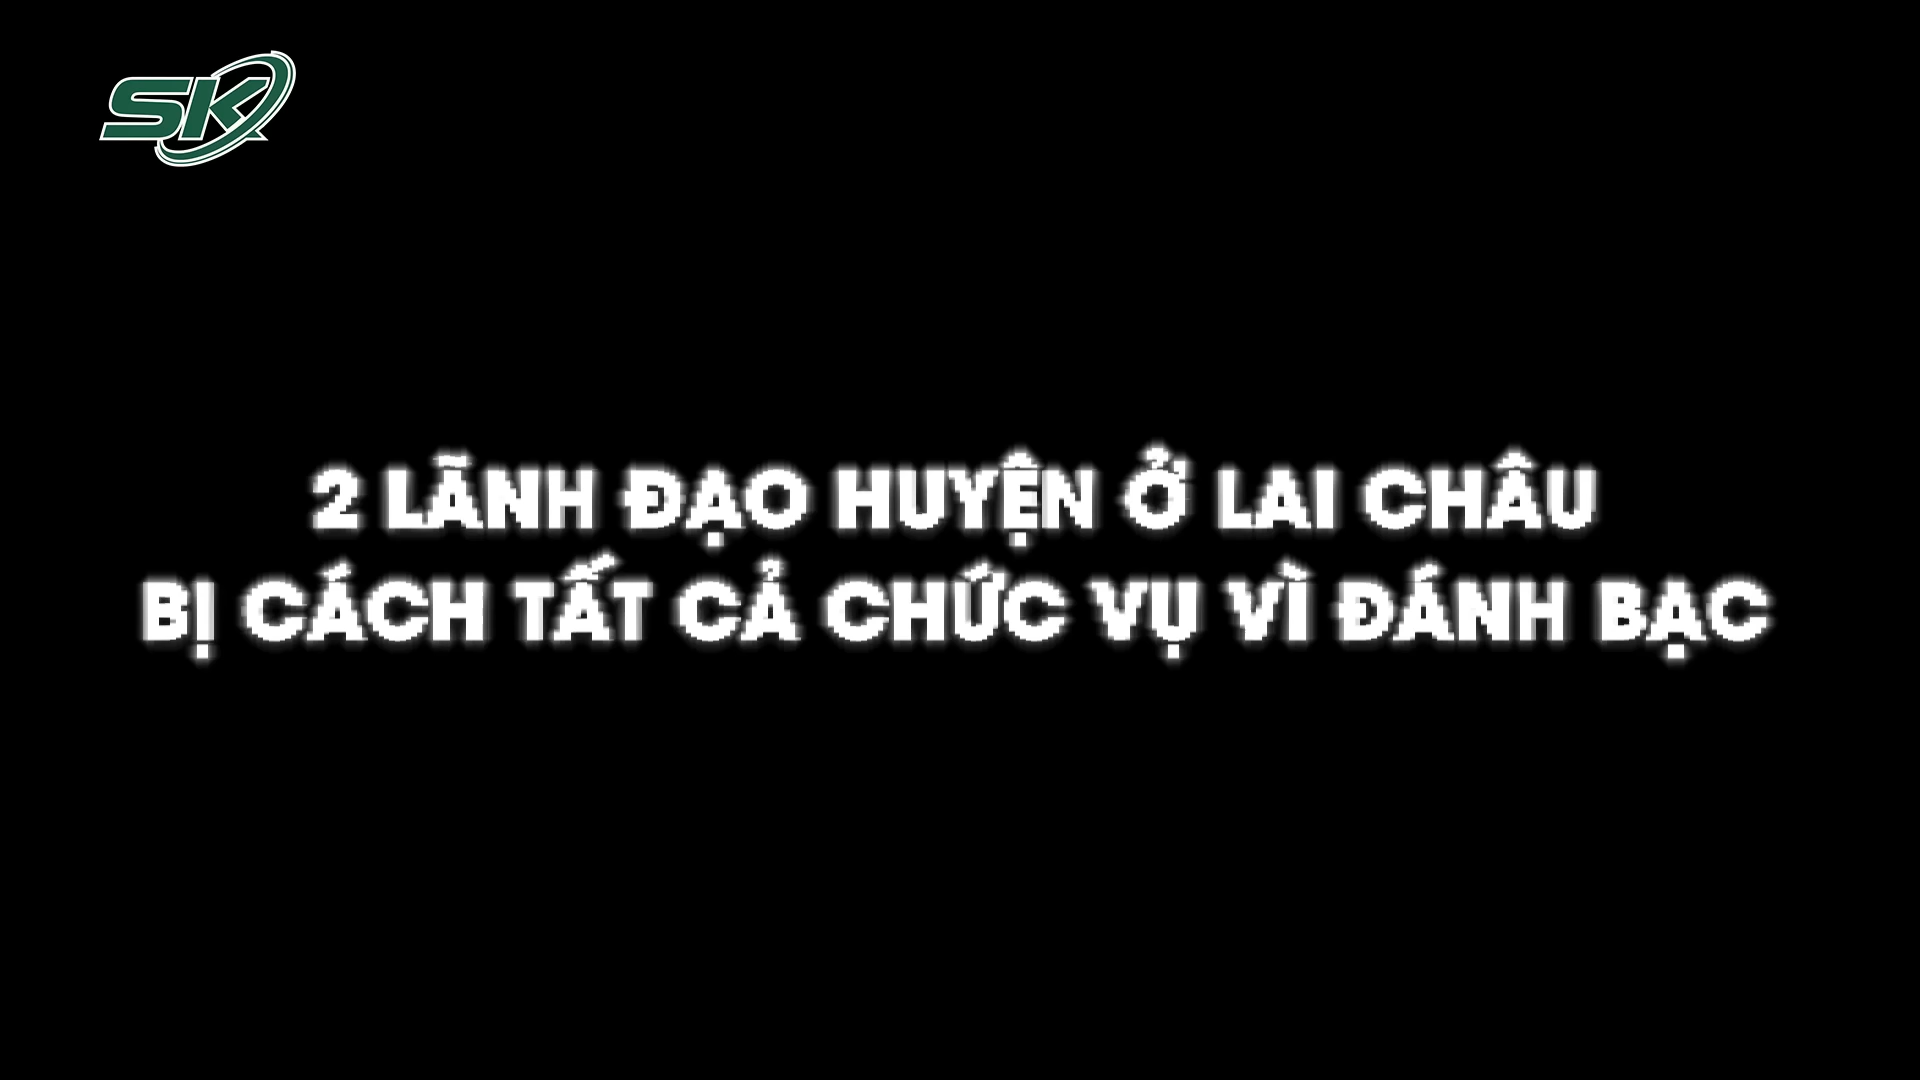 SK
2 LÃNH ĐẠO HUYỆN Ở LAI CHÂU
BỊ CÁCH TẤT CẢ CHỨC VỤ VÌ ĐÁNH BẠC